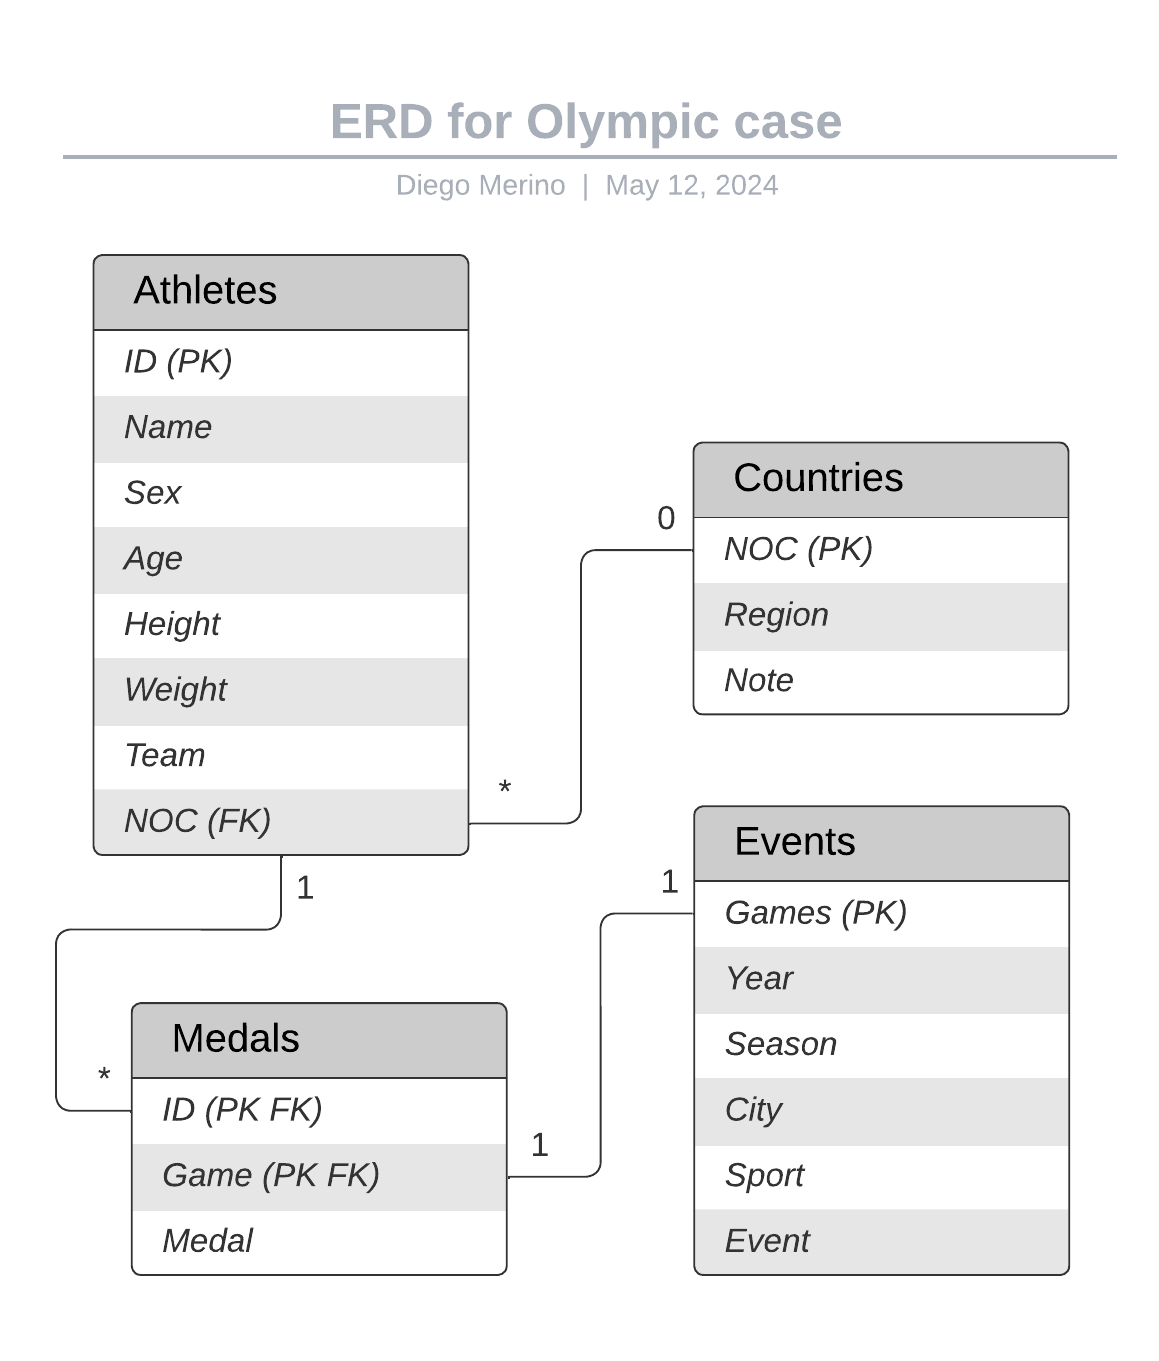 ERD for Olympic case
Diego Merino | May 12, 2024
Athletes
ID (PK)
Name
Sex
Age
Height
Weight
Team
NOC (FK)
*
1
0
Countries
NOC (PK)
Region
Note
1
Events
Games (PK)
Year
Season
City
Sport
Event
*
Medals
ID (PK FK)
Game (PK FK)
Medal
1